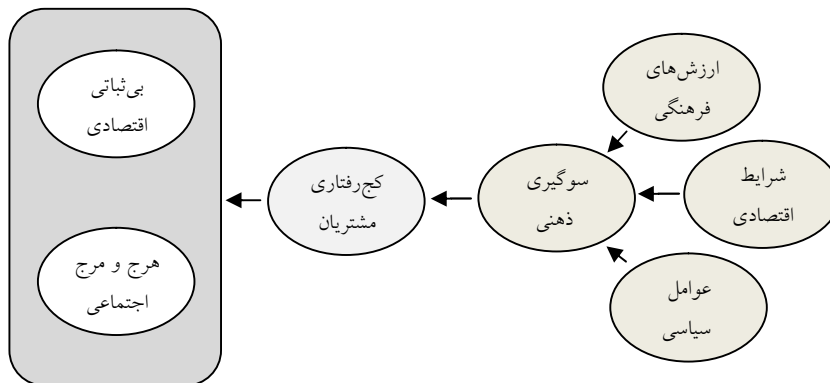 ارزش‌های
فرهنگی
شرایط
اقتصادی
عوامل
سیاسی
سوگیری
ذهنی
کج‌رفتاری
مشتریان
بی‌ثباتی
اقتصادی
هرج و مرج
اجتماعی